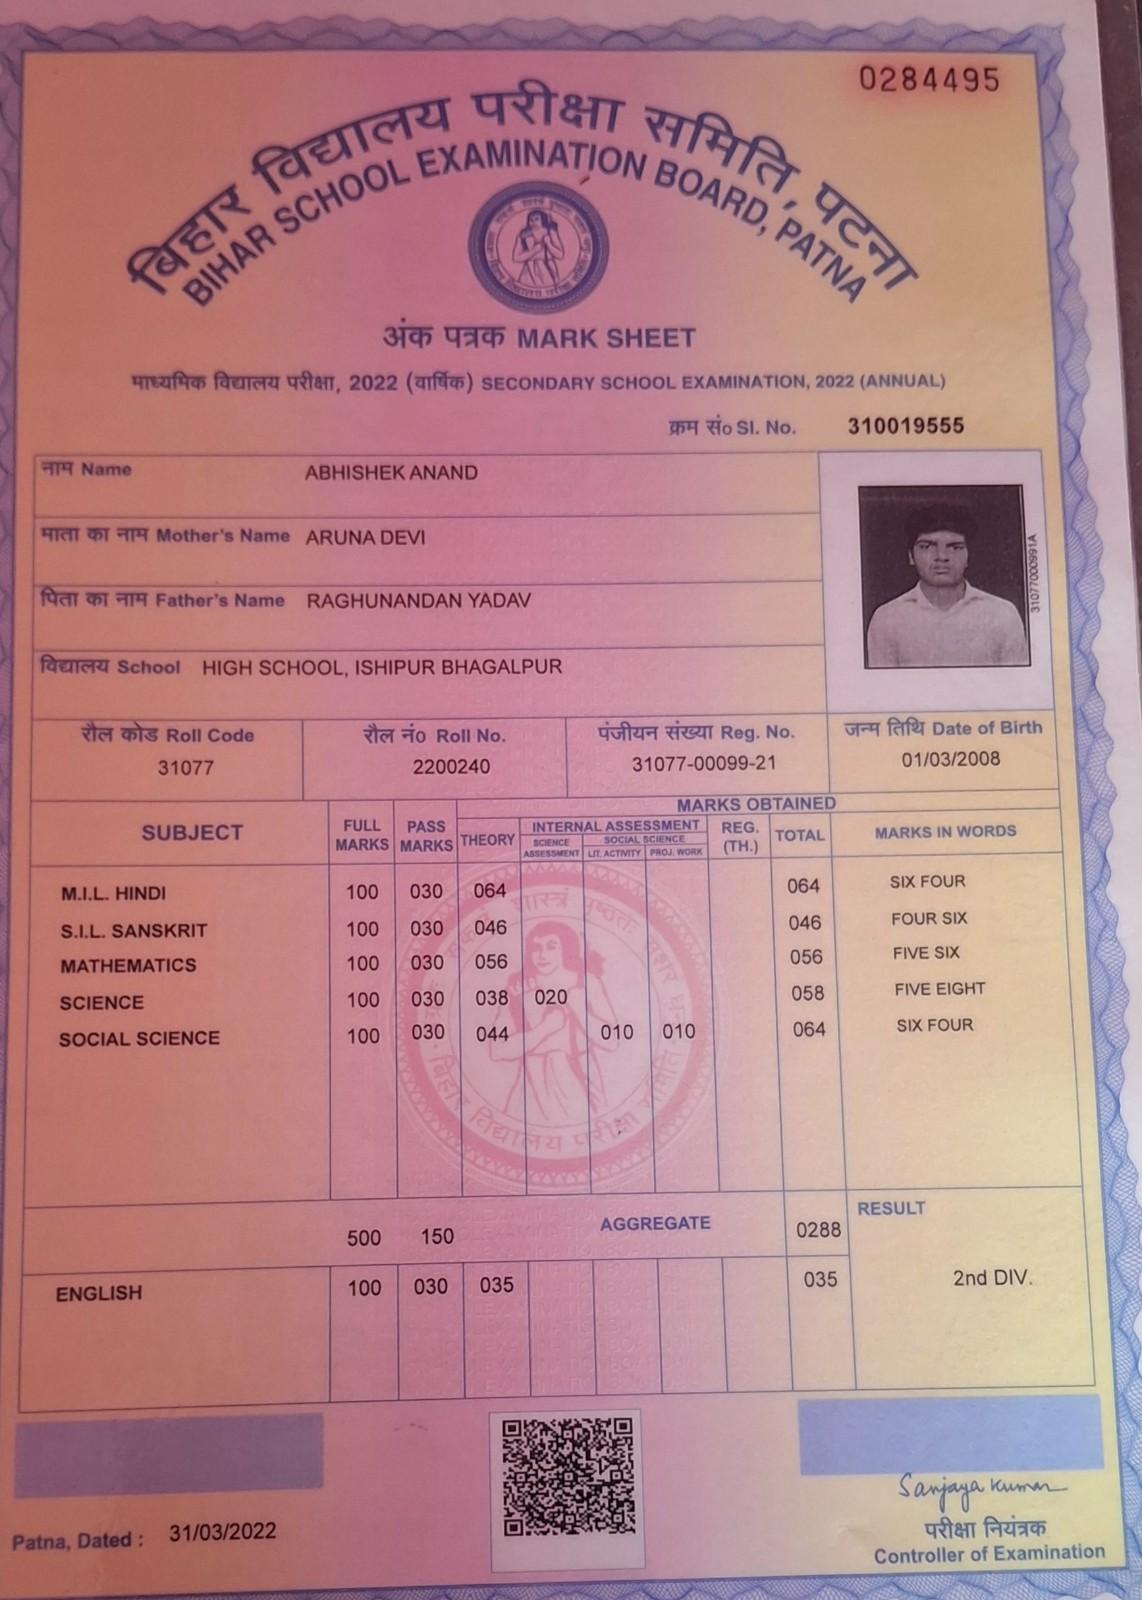 0284495
बिहार विद्यालय परीक्षा समिति, पटना
BIHAR SCHOOL EXAMINATION BOARD, PATNA
अंक पत्रक MARK SHEET
माध्यमिक विद्यालय परीक्षा, 2022 (वार्षिक) SECONDARY SCHOOL EXAMINATION, 2022 (ANNUAL)
क्रम सं० Sl. No. 310019555
नाम Name ABHISHEK ANAND
माता का नाम Mother's Name ARUNA DEVI
पिता का नाम Father's Name RAGHUNANDAN YADAV
विद्यालय School HIGH SCHOOL, ISHIPUR BHAGALPUR
31077000991A
रौल कोड Roll Code रौल नं० Roll No. पंजीयन संख्या Reg. No. जन्म तिथि Date of Birth
31077 2200240 31077-00099-21 01/03/2008
SUBJECT FULL MARKS PASS MARKS MARKS OBTAINED
THEORY INTERNAL ASSESSMENT REG. (TH.) TOTAL MARKS IN WORDS
SCIENCE ASSESSMENT SOCIAL SCIENCE
LIT. ACTIVITY PROJ. WORK
M.I.L. HINDI 100 030 064 064 SIX FOUR
S.I.L. SANSKRIT 100 030 046 046 FOUR SIX
MATHEMATICS 100 030 056 056 FIVE SIX
SCIENCE 100 030 038 020 058 FIVE EIGHT
SOCIAL SCIENCE 100 030 044 010 010 064 SIX FOUR
बिहार विद्यालय परीक्षा समिति
500 150 AGGREGATE 0288 RESULT
ENGLISH 100 030 035 035 2nd DIV.
Patna, Dated : 31/03/2022
Sanjaya Kumar
परीक्षा नियंत्रक
Controller of Examination